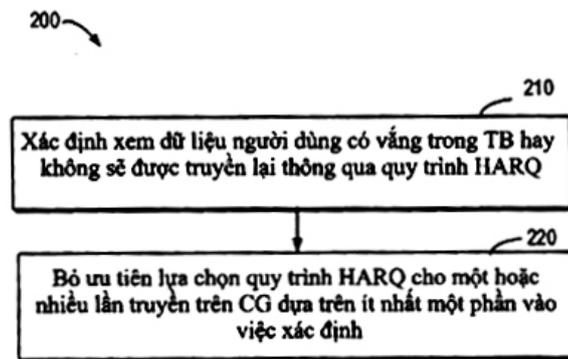 200
210
Xác định xem dữ liệu người dùng có vắng trong TB hay
không sẽ được truyền lại thông qua quy trình HARQ
220
Bỏ ưu tiên lựa chọn quy trình HARQ cho một hoặc
nhiều lần truyền trên CG dựa trên ít nhất một phần vào
việc xác định